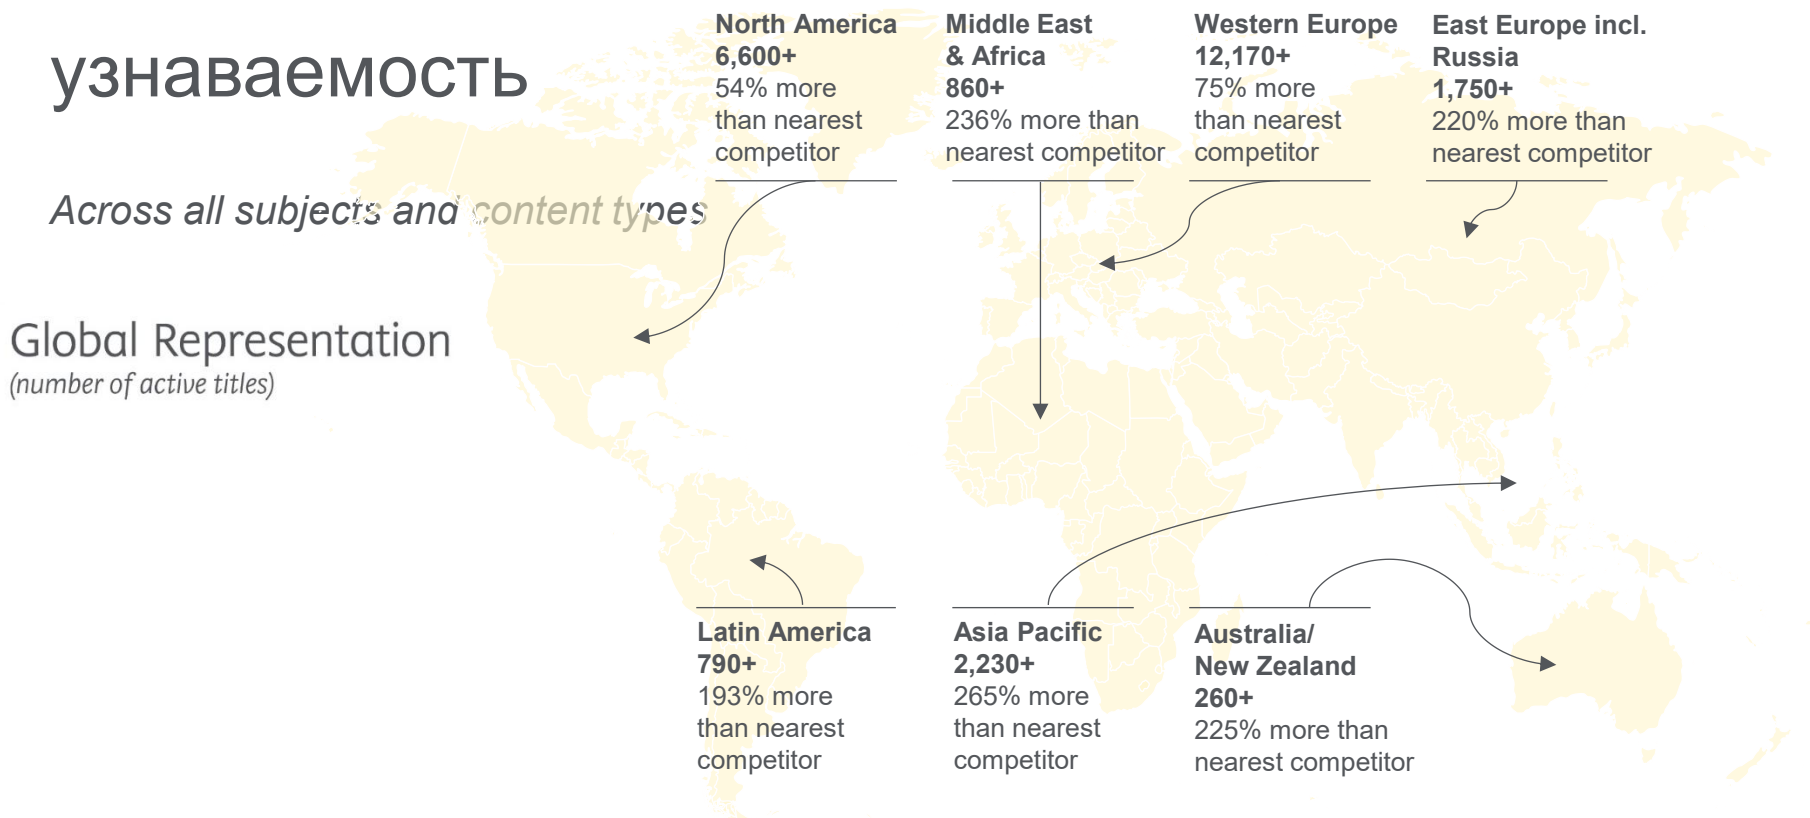 узнаваемость
Across all subjects and content types
Global Representation
(number of active titles)
North America
6,600+
54% more
than nearest
competitor
Middle East
& Africa
860+
236% more than
nearest competitor
Western Europe
12,170+
75% more
than nearest
competitor
East Europe incl.
Russia
1,750+
220% more than
nearest competitor
Latin America
790+
193% more
than nearest
competitor
Asia Pacific
2,230+
265% more
than nearest
competitor
Australia/
New Zealand
260+
225% more than
nearest competitor